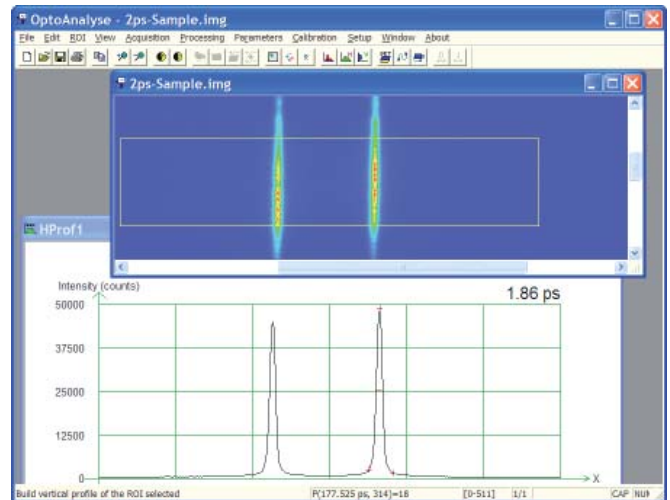 OptoAnalyse - 2ps-Sample.img
File Edit ROI View Acquisition Processing Parameters Calibration Setup Window About
2ps-Sample.img
HProf1
Intensity (counts)
1.86 ps
50000
37500
25000
12500
0
X
Build vertical profile of the ROI selected P(177.525 ps, 314)=18 [0-511] 1/1 CAP NUM